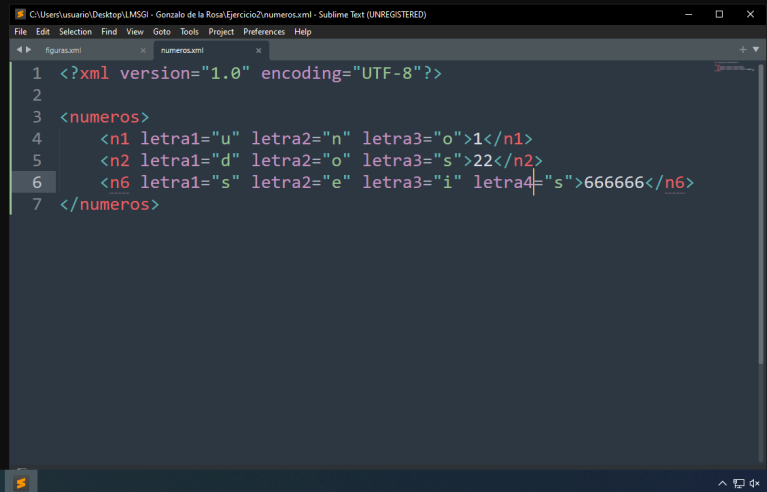 C:\Users\usuario\Desktop\LMSGI - Gonzalo de la Rosa\Ejercicio2\numeros.xml - Sublime Text (UNREGISTERED)
File Edit Selection Find View Goto Tools Project Preferences Help
figuras.xml × numeros.xml ×
1 <?xml version="1.0" encoding="UTF-8"?>
2
3 <numeros>
4 <n1 letra1="u" letra2="n" letra3="o">1</n1>
5 <n2 letra1="d" letra2="o" letra3="s">22</n2>
6 <n6 letra1="s" letra2="e" letra3="i" letra4="s">666666</n6>
7 </numeros>